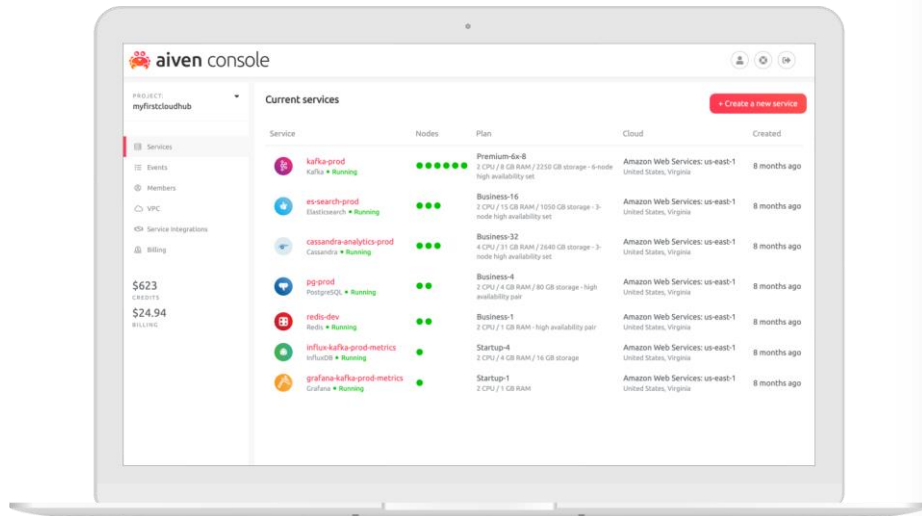 aiven console
PROJECT:
myfirstcloudhub
Services
Events
Members
VPC
Service Integrations
Billing
$623
CREDITS
$24.94
BILLING
Current services
+ Create a new service
Service Nodes Plan Cloud Created
kafka-prod
Kafka Running
Premium-6x-8
2 CPU / 8 GB RAM / 2250 GB storage - 6-node
high availability set
Amazon Web Services: us-east-1
United States, Virginia
8 months ago
es-search-prod
Elasticsearch Running
Business-16
2 CPU / 15 GB RAM / 1050 GB storage - 3-
node high availability set
Amazon Web Services: us-east-1
United States, Virginia
8 months ago
cassandra-analytics-prod
Cassandra Running
Business-32
4 CPU / 31 GB RAM / 2640 GB storage - 3-
node high availability set
Amazon Web Services: us-east-1
United States, Virginia
8 months ago
pg-prod
PostgreSQL Running
Business-4
2 CPU / 4 GB RAM / 80 GB storage - high
availability pair
Amazon Web Services: us-east-1
United States, Virginia
8 months ago
redis-dev
Redis Running
Business-1
2 CPU / 1 GB RAM - high availability pair
Amazon Web Services: us-east-1
United States, Virginia
8 months ago
influx-kafka-prod-metrics
InfluxDB Running
Startup-4
2 CPU / 4 GB RAM / 16 GB storage
Amazon Web Services: us-east-1
United States, Virginia
8 months ago
grafana-kafka-prod-metrics
Grafana Running
Startup-1
2 CPU / 1 GB RAM
Amazon Web Services: us-east-1
United States, Virginia
8 months ago